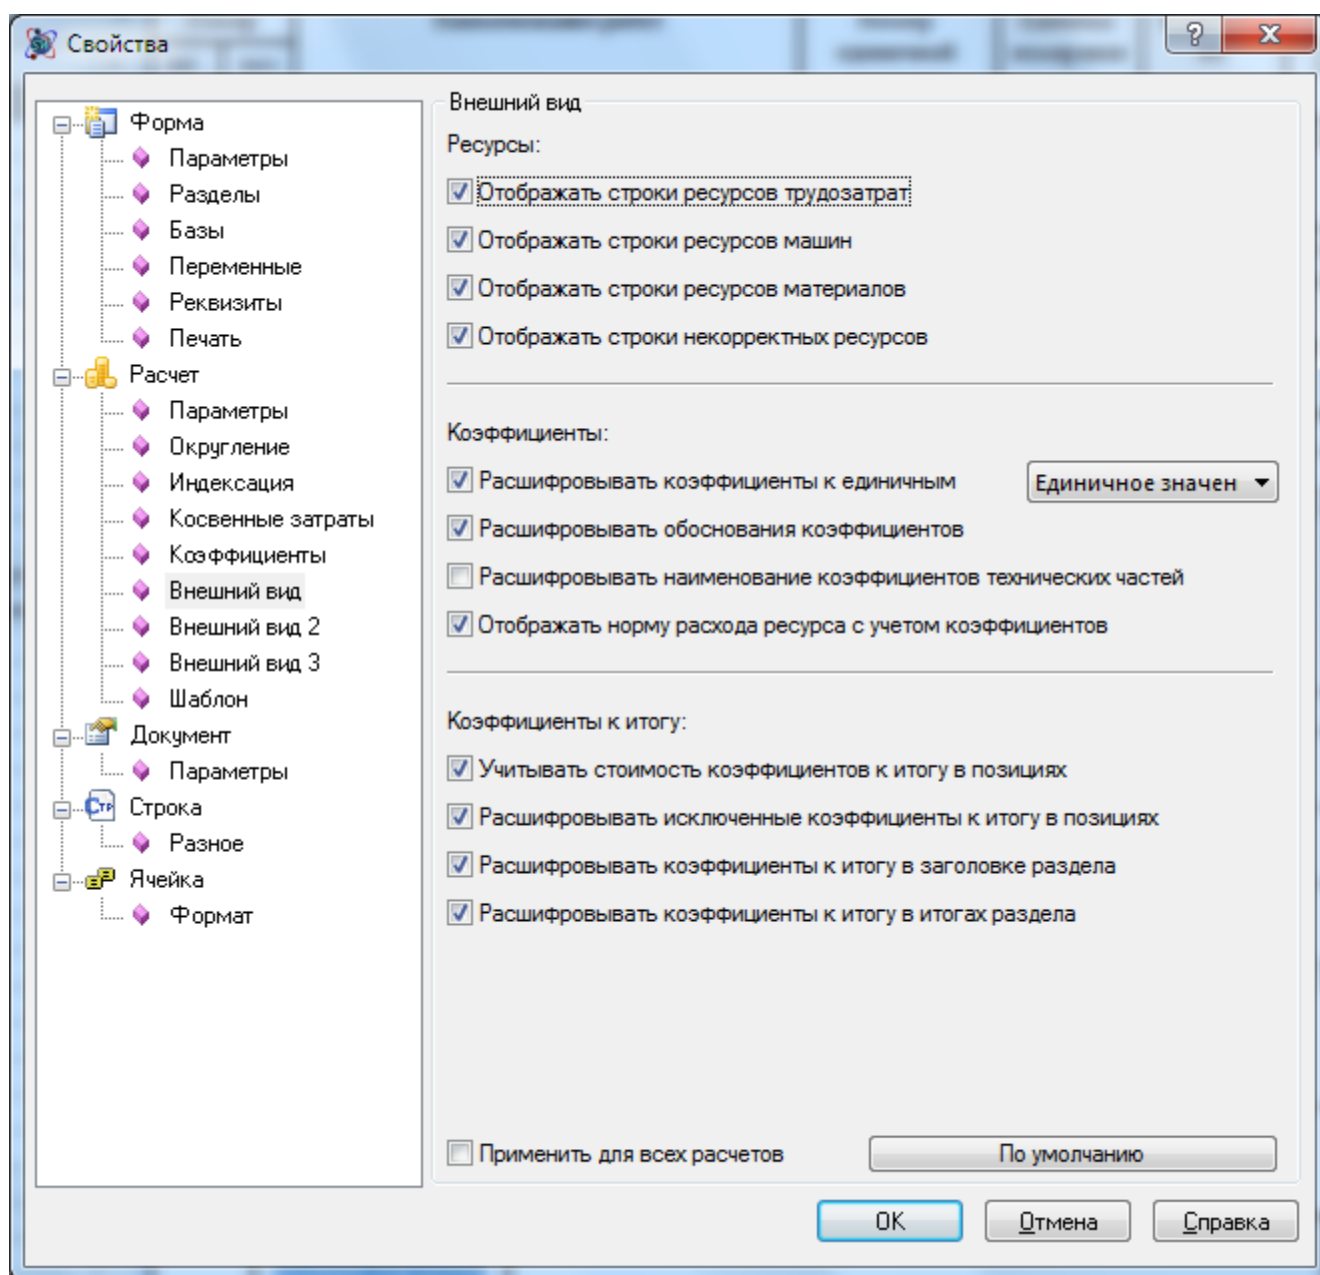 Свойства
Форма
Параметры
Разделы
Базы
Переменные
Реквизиты
Печать
Расчет
Параметры
Округление
Индексация
Косвенные затраты
Коэффициенты
Внешний вид
Внешний вид 2
Внешний вид 3
Шаблон
Документ
Параметры
Стр Строка
Разное
Ячейка
Формат
Внешний вид
Ресурсы:
Отображать строки ресурсов трудозатрат
Отображать строки ресурсов машин
Отображать строки ресурсов материалов
Отображать строки некорректных ресурсов
Коэффициенты:
Расшифровывать коэффициенты к единичным Единичное значен
Расшифровывать обоснования коэффициентов
Расшифровывать наименование коэффициентов технических частей
Отображать норму расхода ресурса с учетом коэффициентов
Коэффициенты к итогу:
Учитывать стоимость коэффициентов к итогу в позициях
Расшифровывать исключенные коэффициенты к итогу в позициях
Расшифровывать коэффициенты к итогу в заголовке раздела
Расшифровывать коэффициенты к итогу в итогах раздела
Применить для всех расчетов По умолчанию
OK Отмена Справка